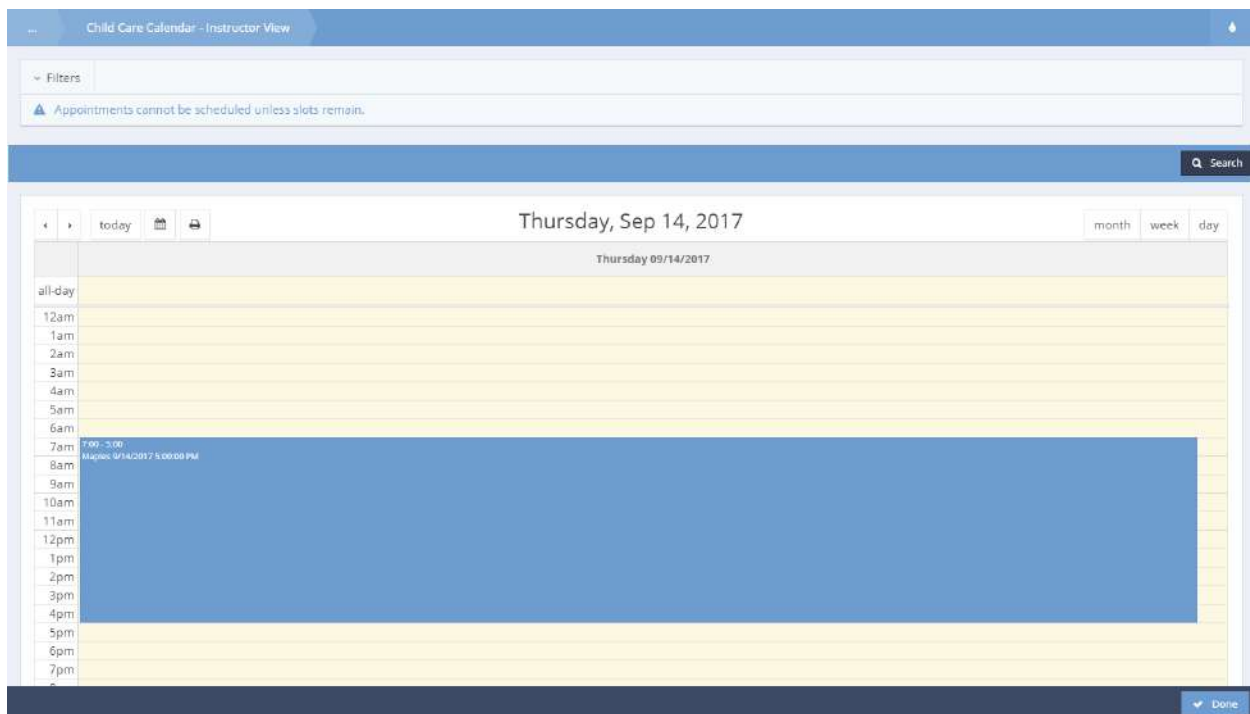 ...
Child Care Calendar - Instructor View
Filters
Appointments cannot be scheduled unless slots remain.
Search
today
Thursday, Sep 14, 2017
month week day
Thursday 09/14/2017
all-day
12am
1am
2am
3am
4am
5am
6am
7am
7:00 - 5:00
Maples 9/14/2017 5:00:00 PM
8am
9am
10am
11am
12pm
1pm
2pm
3pm
4pm
5pm
6pm
7pm
Done